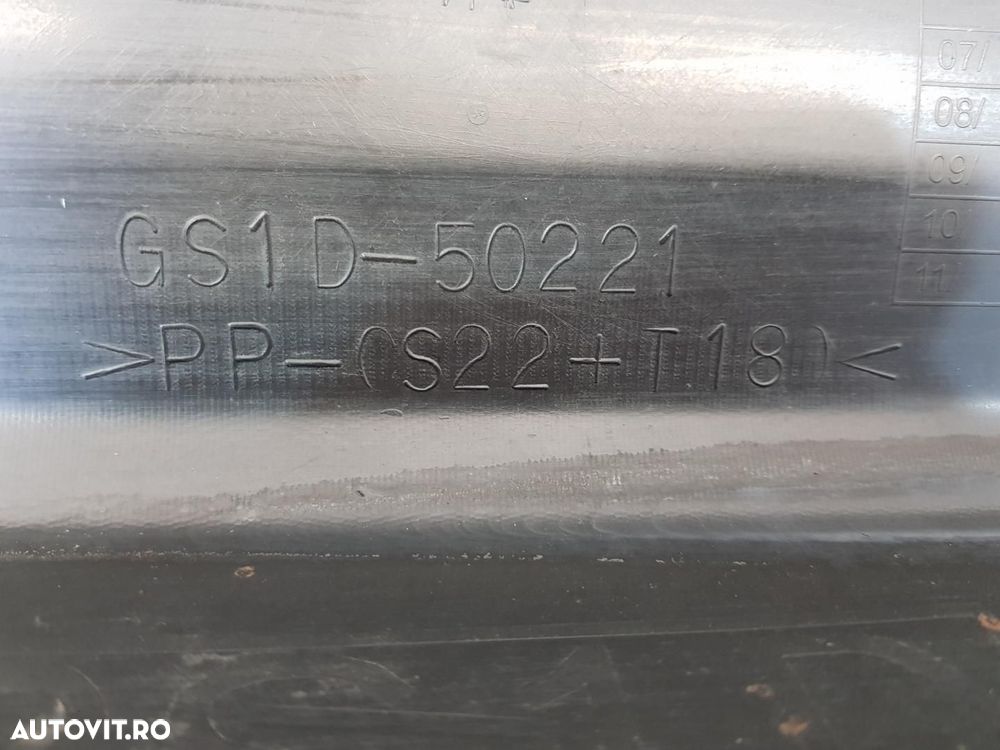 07/
08/
09/
10
11
GS1D-50221
>PP-(S22+T18)<
AUTOVIT.RO